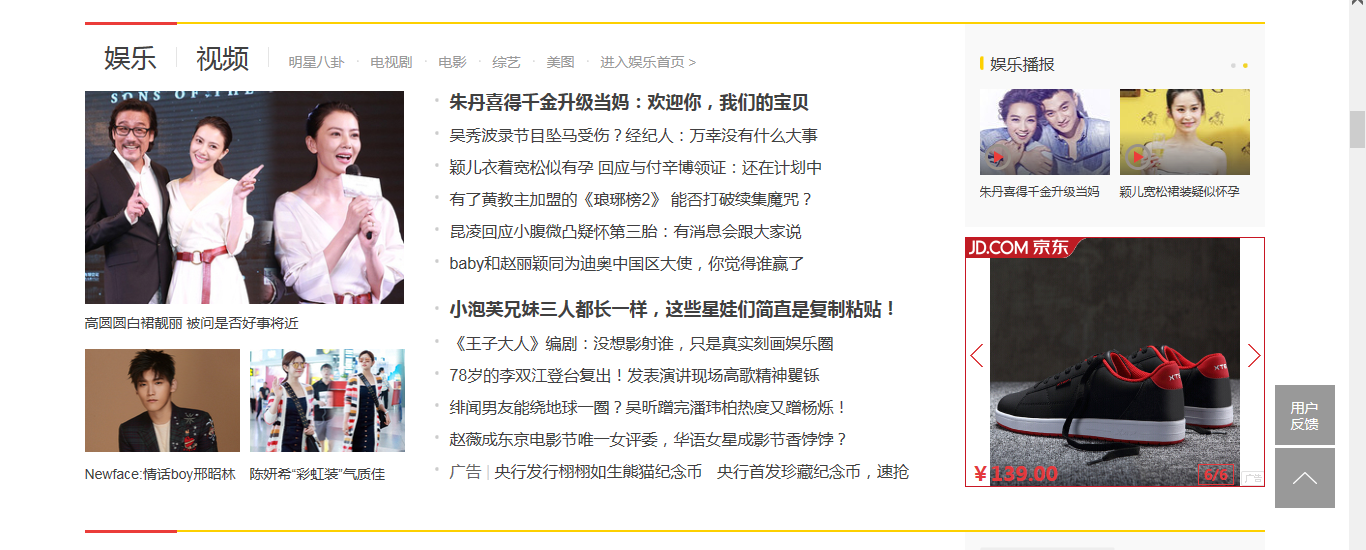 娱乐 视频 明星八卦 · 电视剧 · 电影 · 综艺 · 美图 · 进入娱乐首页 >
SONS OF THE
高圆圆白裙靓丽 被问是否好事将近
Newface:情话boy邢昭林
陈妍希“彩虹装”气质佳
朱丹喜得千金升级当妈：欢迎你，我们的宝贝
吴秀波录节目坠马受伤？经纪人：万幸没有什么大事
颖儿衣着宽松似有孕 回应与付辛博领证：还在计划中
有了黄教主加盟的《琅琊榜2》 能否打破续集魔咒？
昆凌回应小腹微凸疑怀第三胎：有消息会跟大家说
baby和赵丽颖同为迪奥中国区大使，你觉得谁赢了
小泡芙兄妹三人都长一样，这些星娃们简直是复制粘贴！
《王子大人》编剧：没想影射谁，只是真实刻画娱乐圈
78岁的李双江登台复出！发表演讲现场高歌精神矍铄
绯闻男友能绕地球一圈？吴昕蹭完潘玮柏热度又蹭杨烁！
赵薇成东京电影节唯一女评委，华语女星成影节香饽饽？
广告 | 央行发行栩栩如生熊猫纪念币 央行首发珍藏纪念币，速抢
娱乐播报
朱丹喜得千金升级当妈
颖儿宽松裙装疑似怀孕
JD.COM 京东
XTE
¥ 139.00
6/6
广告
用户
反馈